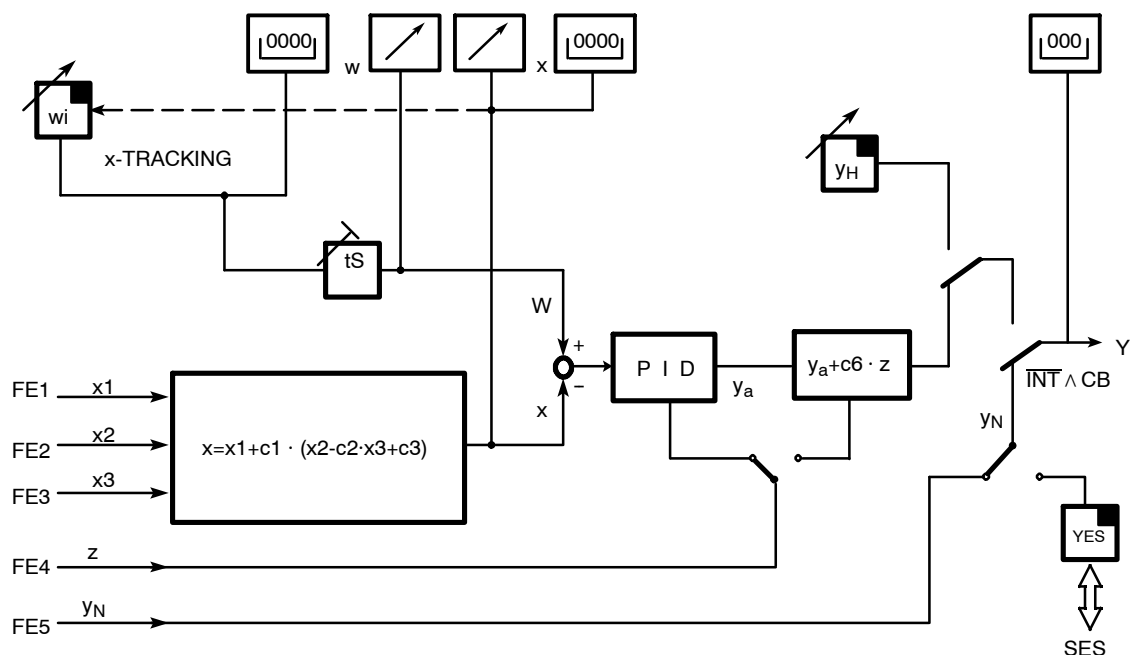 0000
0000
000
w
x
wi
x-TRACKING
yH
tS
W
+
P I D
ya
ya+c6 · z
Y
INT ∧ CB
−
x
yN
FE1
x1
FE2
x2
x=x1+c1 · (x2-c2·x3+c3)
FE3
x3
YES
FE4
z
FE5
yN
SES